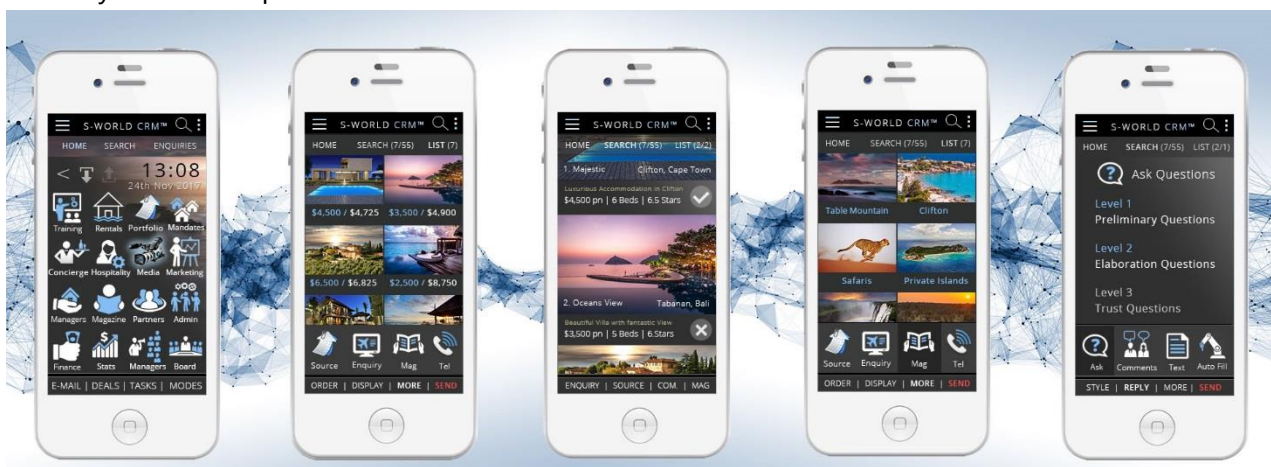 S-WORLD CRM™
HOME SEARCH ENQUIRIES
< 13:08
24th Nov 2017
Training Rentals Portfolio Mandates
Concierge Hospitality Media Marketing
Managers Magazine Partners Admin
Finance Stats Managers Board
E-MAIL | DEALS | TASKS | MODES
S-WORLD CRM™
HOME SEARCH (7/55) LIST (7)
$4,500 / $4,725 $3,500 / $4,900
$6,500 / $6,825 $2,500 / $8,750
Source Enquiry Mag Tel
ORDER | DISPLAY | MORE | SEND
S-WORLD CRM™
HOME SEARCH (7/55) LIST (2/2)
1. Majestic Clifton, Cape Town
Luxurious Accommodation in Clifton
$4,500 pn | 6 Beds | 6.5 Stars
2. Oceans View Tabanan, Bali
Beautiful Villa with fantastic View
$3,500 pn | 5 Beds | 6.Stars
ENQUIRY | SOURCE | COM. | MAG
S-WORLD CRM™
HOME SEARCH (7/55) LIST (7)
Table Mountain Clifton
Safaris Private Islands
Source Enquiry Mag Tel
ORDER | DISPLAY | MORE | SEND
S-WORLD CRM™
HOME SEARCH (7/55) LIST (2/1)
Ask Questions
Level 1
Preliminary Questions
Level 2
Elaboration Questions
Level 3
Trust Questions
Ask Comments Text Auto Fill
STYLE | REPLY | MORE | SEND